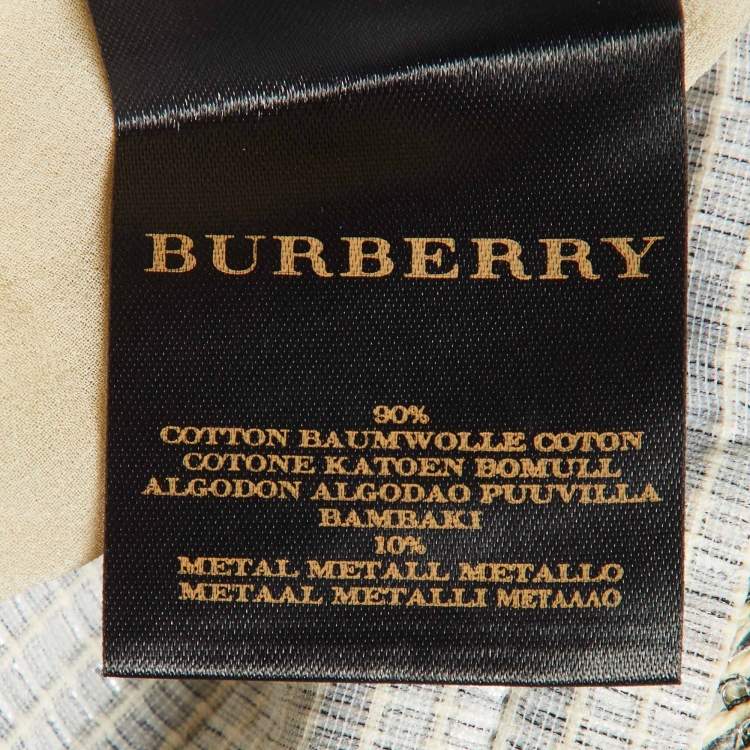 BURBERRY
90%
COTTON BAUMWOLLE COTON
COTONE KATOEN BOMULL
ALGODON ALGODAO PUUVILLA
BAMBAKI
10%
METAL METALL METALLO
METAAL METALLI ΜΕΤΑΛΛΟ